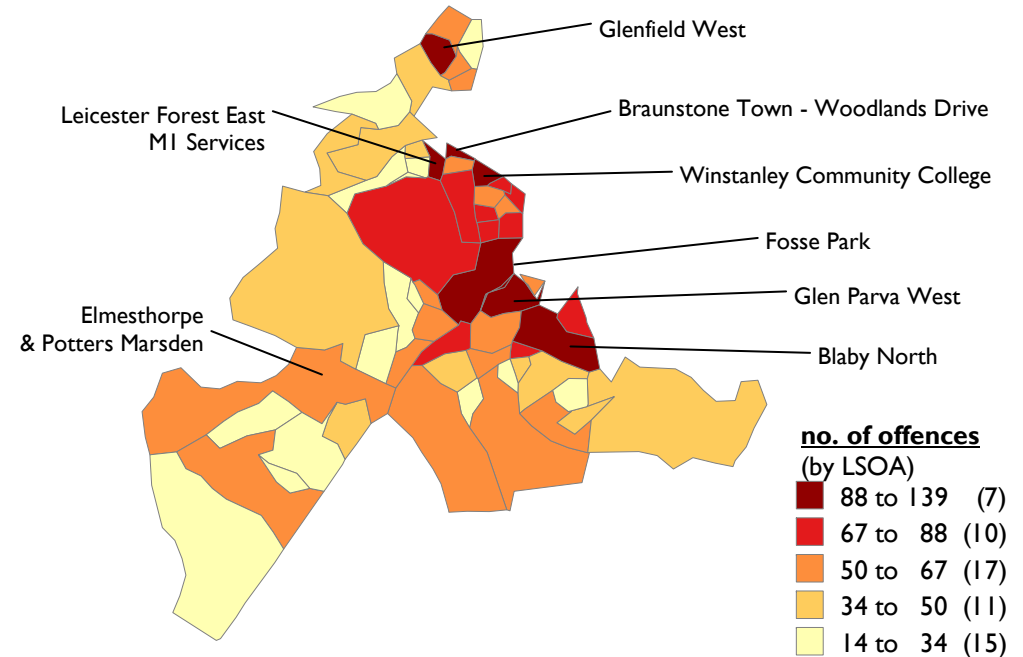 Glenfield West
Leicester Forest East
M1 Services
Braunstone Town - Woodlands Drive
Winstanley Community College
Fosse Park
Glen Parva West
Elmesthorpe
& Potters Marsden
Blaby North
no. of offences
(by LSOA)
88 to 139 (7)
67 to 88 (10)
50 to 67 (17)
34 to 50 (11)
14 to 34 (15)